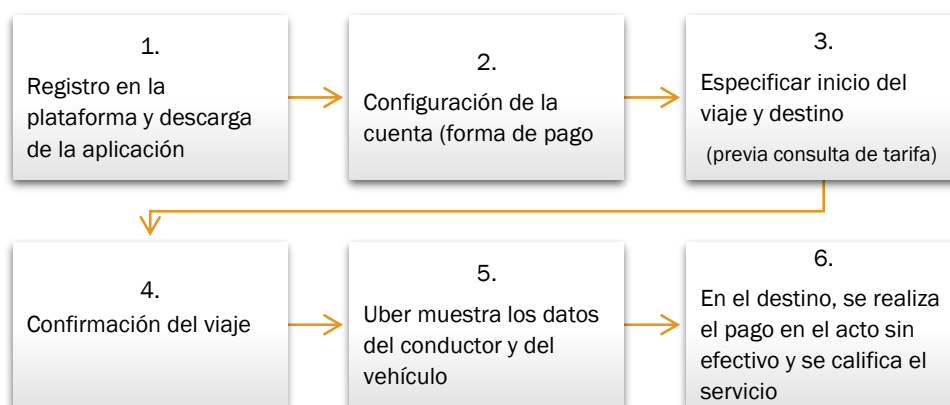 1.
Registro en la
plataforma y descarga
de la aplicación
2.
Configuración de la
cuenta (forma de pago
3.
Especificar inicio del
viaje y destino
(previa consulta de tarifa)
4.
Confirmación del viaje
5.
Uber muestra los datos
del conductor y del
vehículo
6.
En el destino, se realiza
el pago en el acto sin
efectivo y se califica el
servicio